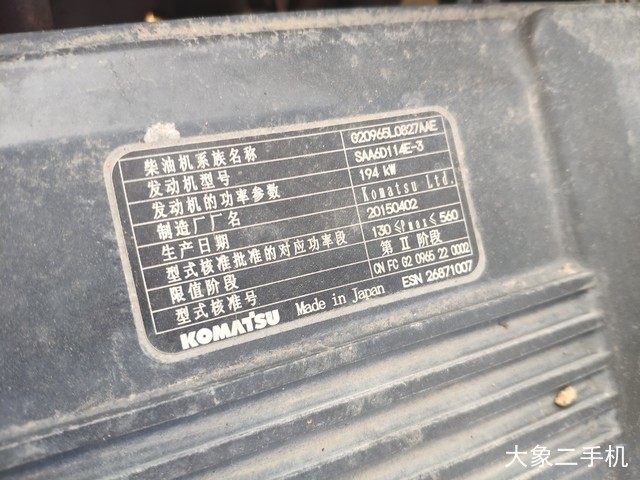 柴油机系族名称 G20965L0827AAE
发动机型号 SAA6D114E-3
发动机的功率参数 194 kW
制造厂厂名 Komatsu Ltd.
生产日期 20150402
型式核准批准的对应功率段 130 ≤Pmax≤ 560
限值阶段 第 II 阶段
型式核准号 CN FC G2 0965 22 0002
KOMATSU Made in Japan ESN 26871007
大象二手机